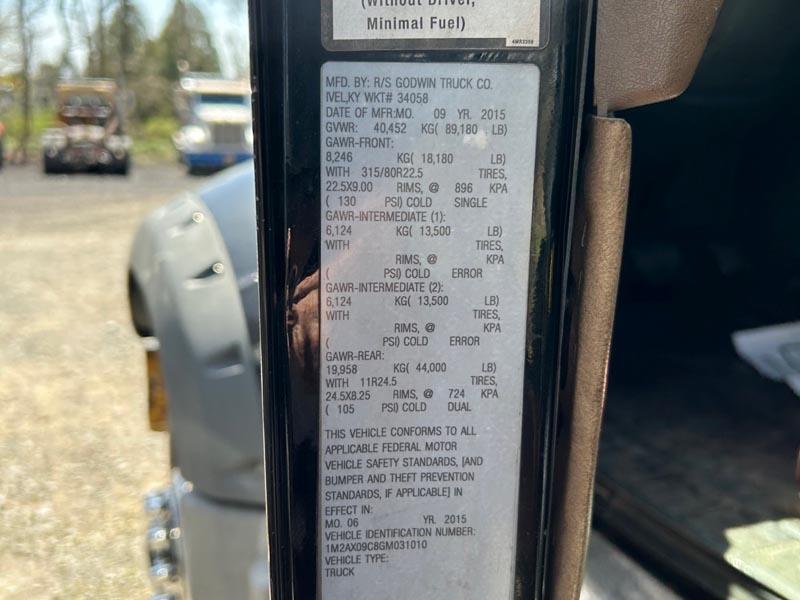 (Without Driver,
Minimal Fuel)
MFD. BY: R/S GODWIN TRUCK CO.
IVEL,KY WKT# 34058
DATE OF MFR:MO. 09 YR. 2015
GVWR: 40,452 KG( 89,180 LB)
GAWR-FRONT:
8,246 KG( 18,180 LB)
WITH 315/80R22.5 TIRES,
22.5X9.00 RIMS, @ 896 KPA
( 130 PSI) COLD SINGLE
GAWR-INTERMEDIATE (1):
6,124 KG( 13,500 LB)
WITH TIRES,
RIMS, @ KPA
( PSI) COLD ERROR
GAWR-INTERMEDIATE (2):
6,124 KG( 13,500 LB)
WITH TIRES,
RIMS, @ KPA
( PSI) COLD ERROR
GAWR-REAR:
19,958 KG( 44,000 LB)
WITH 11R24.5 TIRES,
24.5X8.25 RIMS, @ 724 KPA
( 105 PSI) COLD DUAL
THIS VEHICLE CONFORMS TO ALL
APPLICABLE FEDERAL MOTOR
VEHICLE SAFETY STANDARDS, [AND
BUMPER AND THEFT PREVENTION
STANDARDS, IF APPLICABLE] IN
EFFECT IN:
MO. 06 YR. 2015
VEHICLE IDENTIFICATION NUMBER:
1M2AX09C8GM031010
VEHICLE TYPE:
TRUCK